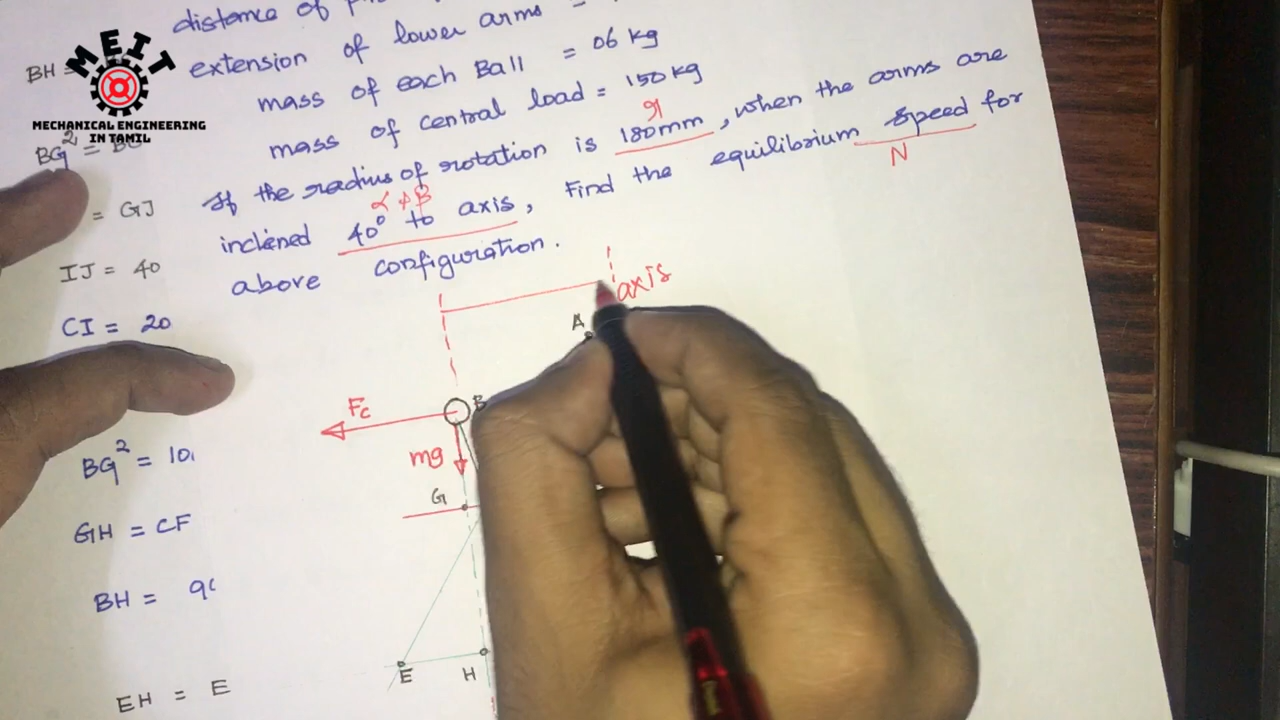 distance of
extension of lower arms =
mass of each Ball = 06 kg
mass of central load = 150 kg
r
If the radius of rotation is 180mm, when the arms are
α & β
inclined 40° to axis, Find the equilibrium speed for
N
above configuration.
BH =
MEIT
MECHANICAL ENGINEERING
IN TAMIL
BG² =
= GJ
IJ = 40
CI = 20
BG² = 10
GH = CF
BH =
EH = E
axis
A
Fc
B
mg
G
E
H